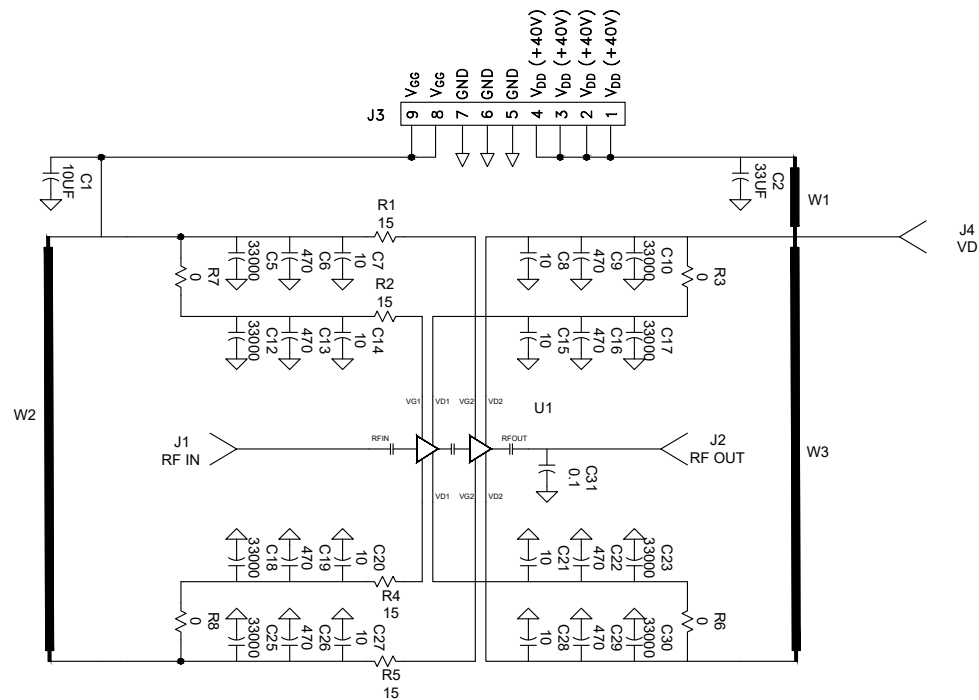 VGG
VGG
GND
GND
GND
VDD (+40V)
VDD (+40V)
VDD (+40V)
VDD (+40V)
J3
9
8
7
6
5
4
3
2
1
C1
10UF
C2
33UF
W1
J4
VD
R1
15
C5
33000
C6
470
C7
10
C8
10
C9
470
C10
33000
R7
0
R3
0
R2
15
C12
33000
C13
470
C14
10
C15
10
C16
470
C17
33000
W2
VG1
VD1
VG2
VD2
U1
J1
RF IN
RFIN
RFOUT
J2
RF OUT
W3
C31
0.1
VD1
VG2
VD2
C18
33000
C19
470
C20
10
C21
10
C22
470
C23
33000
R4
15
R8
0
R6
0
C25
33000
C26
470
C27
10
C28
10
C29
470
C30
33000
R5
15